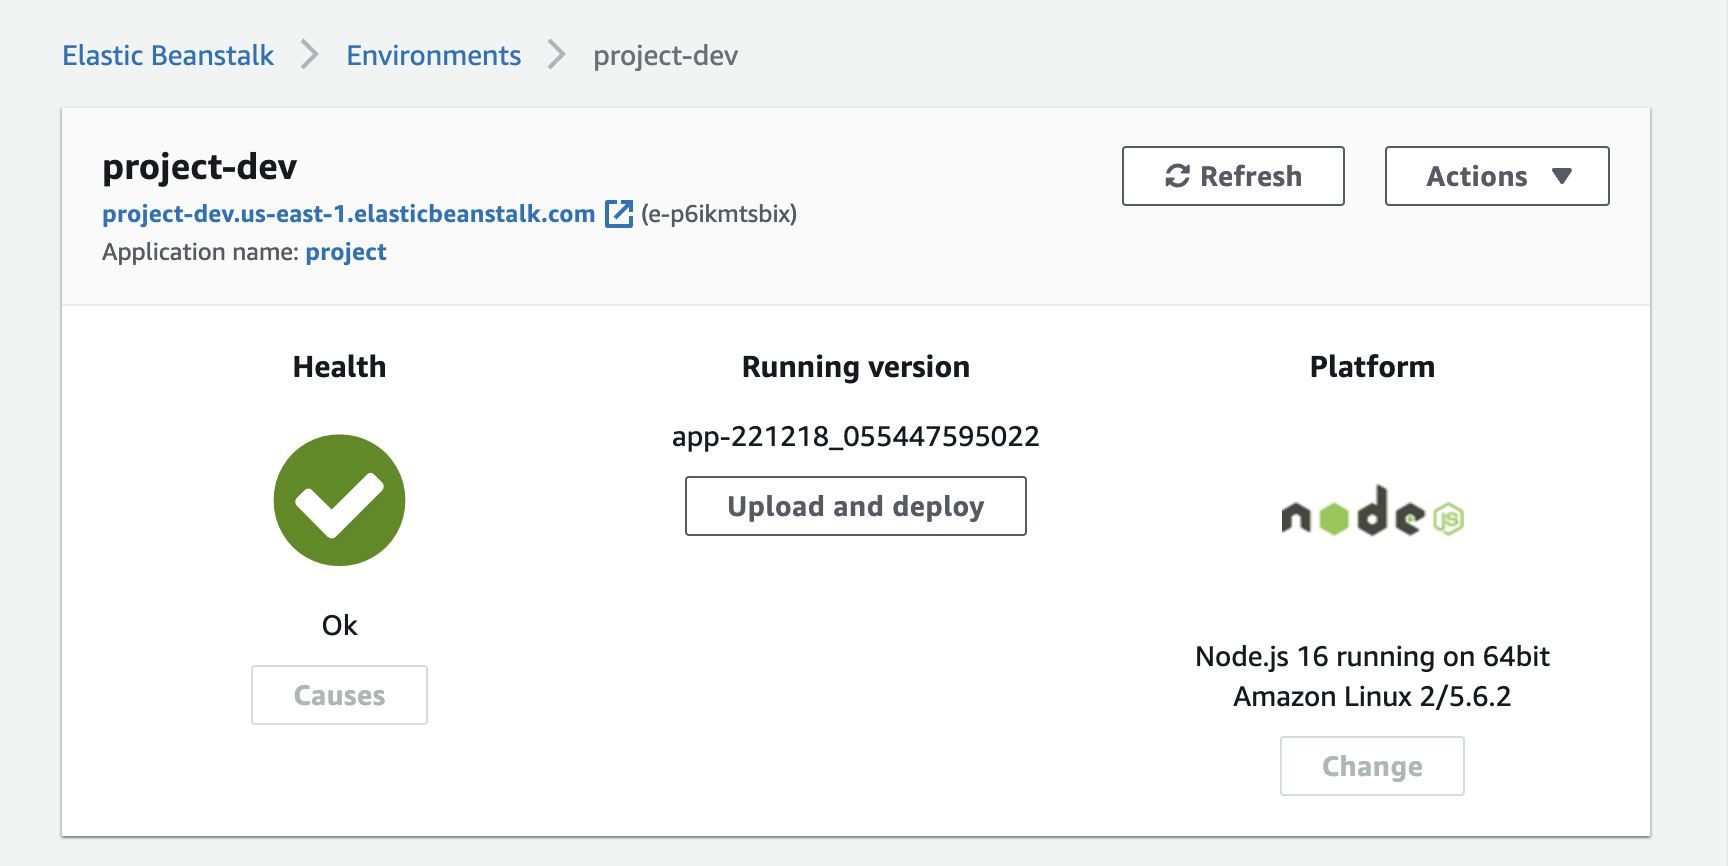 Elastic Beanstalk > Environments > project-dev
project-dev
Refresh
Actions
project-dev.us-east-1.elasticbeanstalk.com (e-p6ikmtsbix)
Application name: project
Health
Running version
Platform
app-221218_055447595022
Upload and deploy
node JS
Ok
Causes
Node.js 16 running on 64bit
Amazon Linux 2/5.6.2
Change